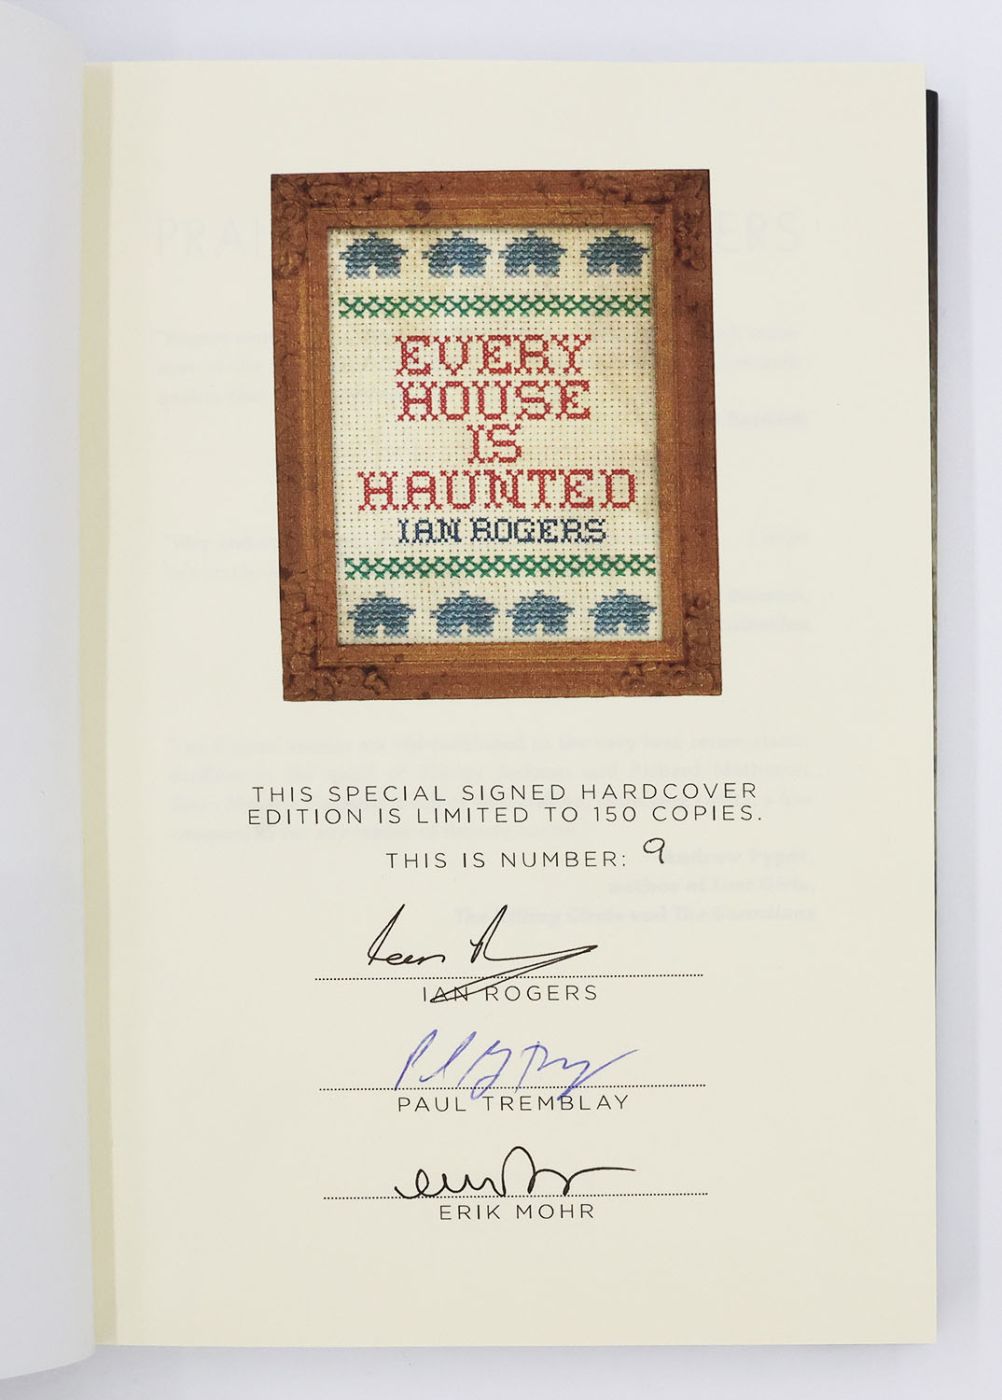 EVERY
HOUSE
IS
HAUNTED
IAN ROGERS
THIS SPECIAL SIGNED HARDCOVER
EDITION IS LIMITED TO 150 COPIES.
THIS IS NUMBER: 9
IAN ROGERS
PAUL TREMBLAY
ERIK MOHR